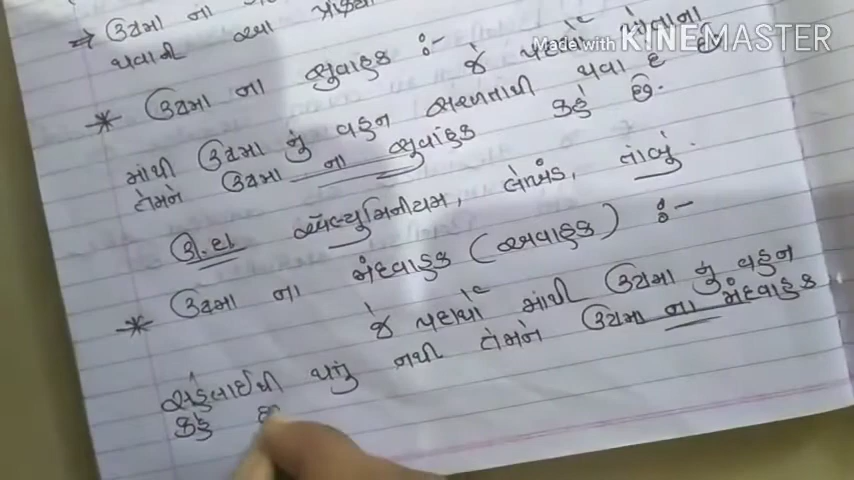 ⇒ ઉષ્મા ના
થવાની
Made with KINEMASTER
* ઉષ્મા ના સુવાહક :- જે પદાર્થો પોતાના
માંથી ઉષ્મા નું વહન સરળતાથી થવા દે છે
તેમને ઉષ્મા ના સુવાહક કહે છે.
ઊ.દા એલ્યુમિનીયમ, લોખંડ, તાંબુ.
* ઉષ્મા ના મંદવાહક (અવાહક) :-
જે પદાર્થો માંથી ઉષ્મા નું વહન
સહેલાઈથી થતું નથી તેમને ઉષ્મા ના મંદવાહક
કહે છે